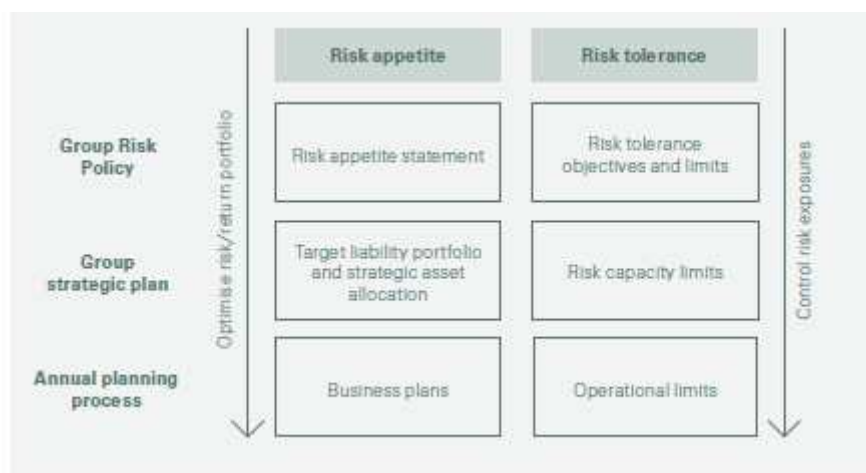 Risk appetite
Risk tolerance
Optimise risk/return portfolio
Control risk exposures
Group Risk
Policy
Risk appetite statement
Risk tolerance
objectives and limits
Group
strategic plan
Target liability portfolio
and strategic asset
allocation
Risk capacity limits
Annual planning
process
Business plans
Operational limits